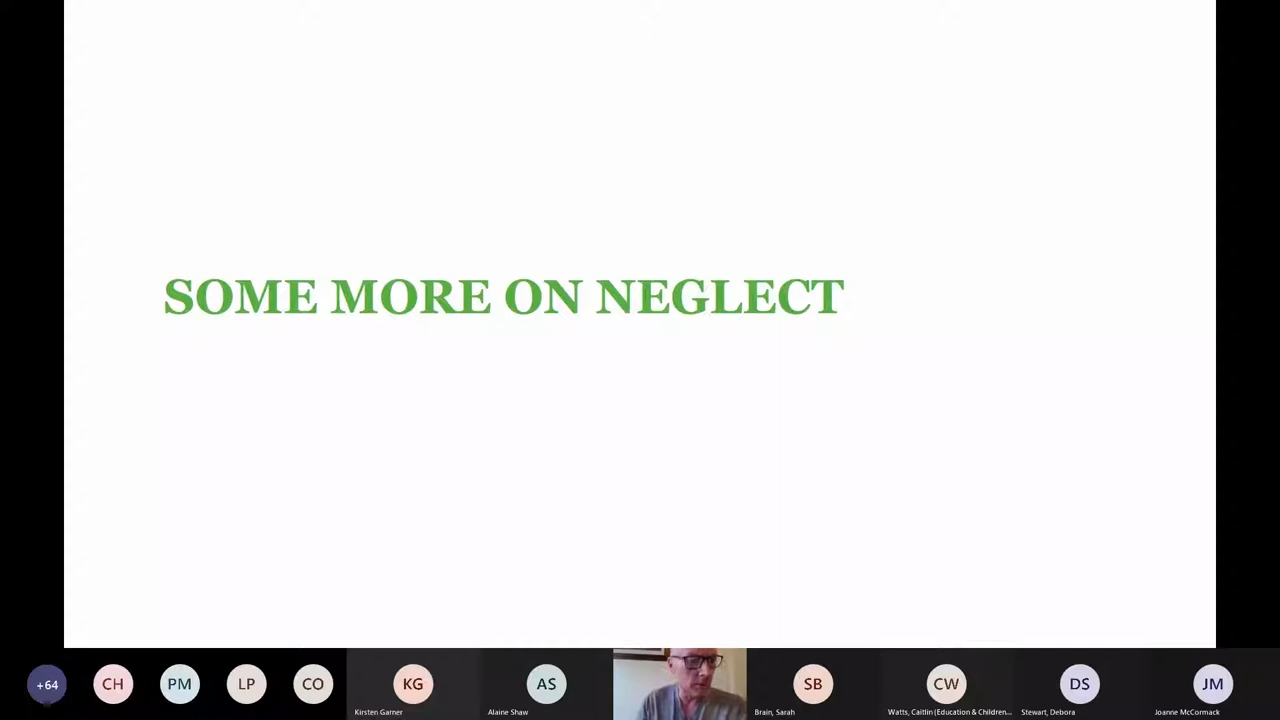 SOME MORE ON NEGLECT
+64
CH
PM
LP
CO
KG
Kirsten Garner
AS
Alaine Shaw
SB
Brain, Sarah
CW
Watts, Caitlin (Education & Children...
DS
Stewart, Debora
JM
Joanne McCormack